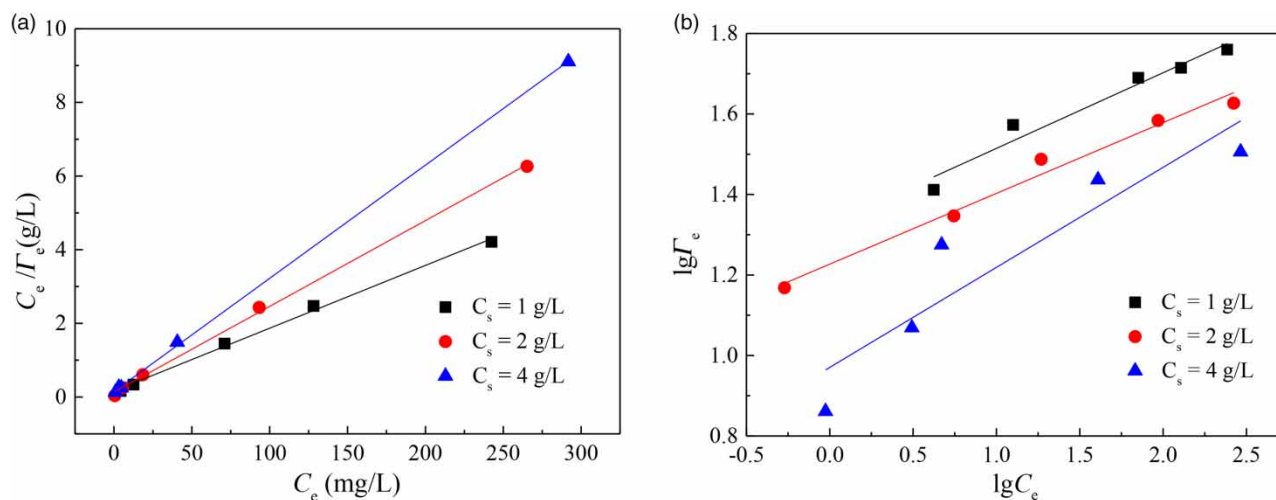 (a)
10
8
6
4
2
0
0 50 100 150 200 250 300
C_e (mg/L)
C_e/Γ_e(g/L)
C_s = 1 g/L
C_s = 2 g/L
C_s = 4 g/L
(b)
1.8
1.6
1.4
1.2
1.0
0.8
-0.5 0.0 0.5 1.0 1.5 2.0 2.5
lgC_e
lgΓ_e
C_s = 1 g/L
C_s = 2 g/L
C_s = 4 g/L